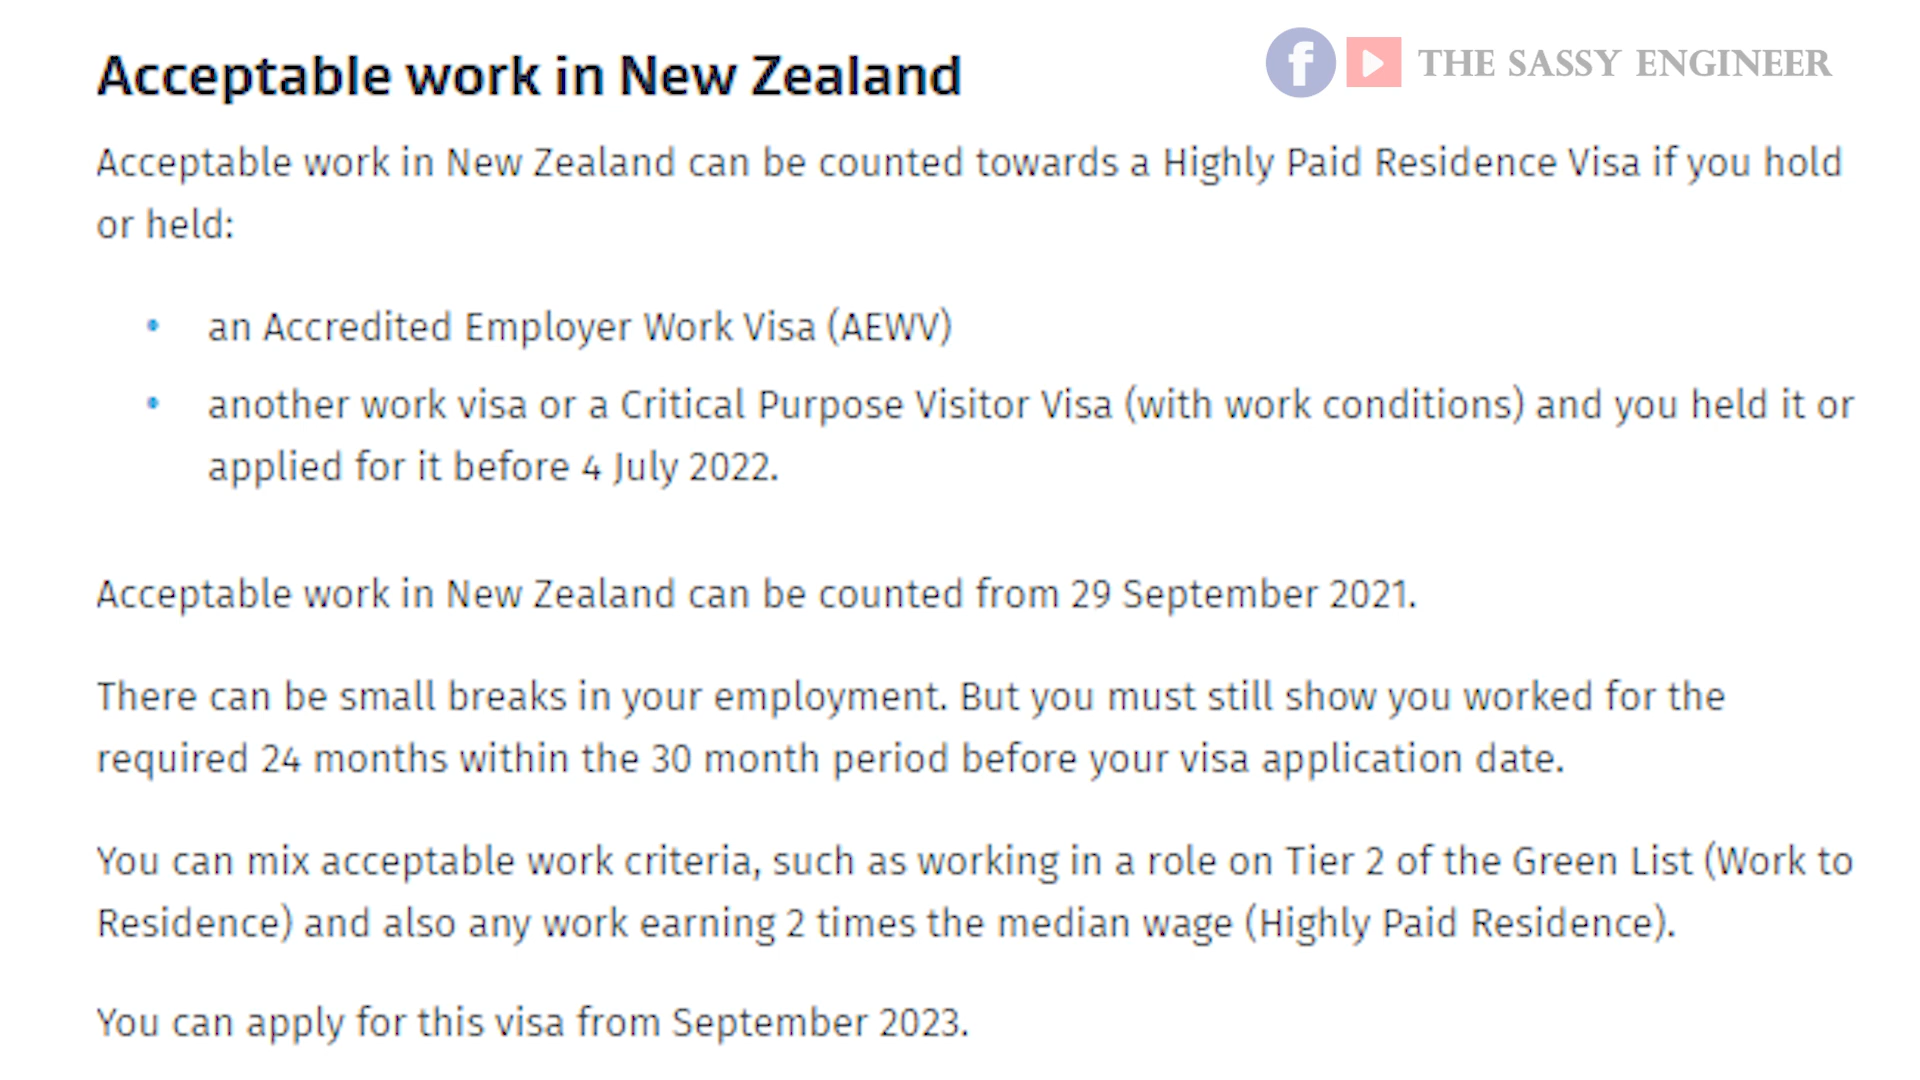 Acceptable work in New Zealand
f THE SASSY ENGINEER
Acceptable work in New Zealand can be counted towards a Highly Paid Residence Visa if you hold
or held:
• an Accredited Employer Work Visa (AEWV)
• another work visa or a Critical Purpose Visitor Visa (with work conditions) and you held it or
applied for it before 4 July 2022.
Acceptable work in New Zealand can be counted from 29 September 2021.
There can be small breaks in your employment. But you must still show you worked for the
required 24 months within the 30 month period before your visa application date.
You can mix acceptable work criteria, such as working in a role on Tier 2 of the Green List (Work to
Residence) and also any work earning 2 times the median wage (Highly Paid Residence).
You can apply for this visa from September 2023.